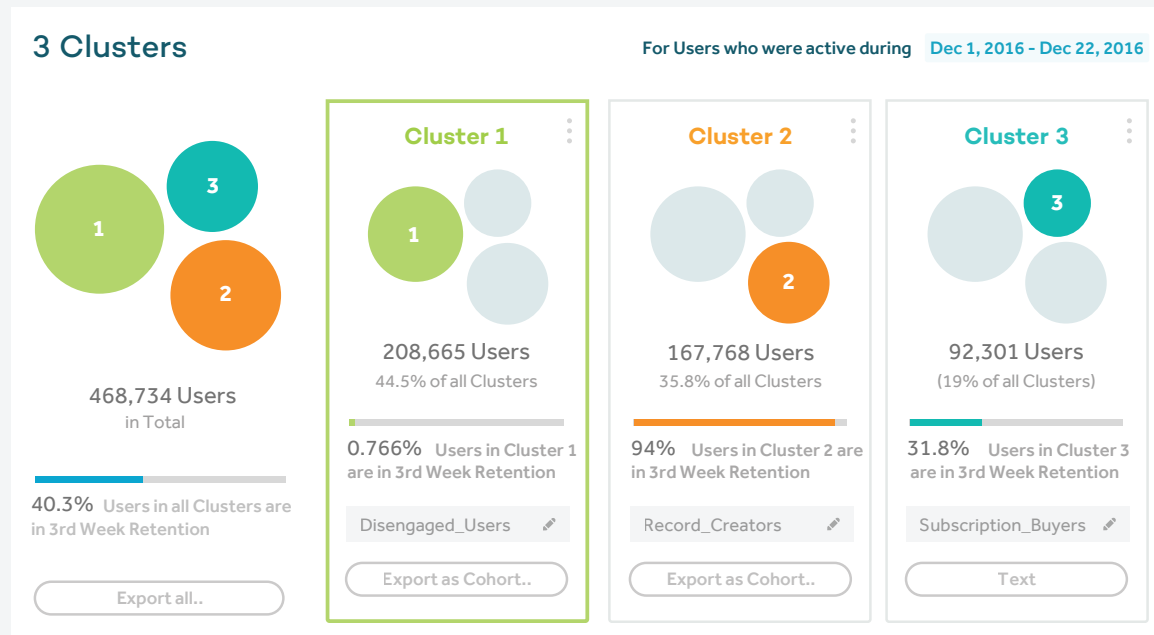 3 Clusters
For Users who were active during Dec 1, 2016 - Dec 22, 2016
1
3
2
468,734 Users
in Total
40.3% Users in all Clusters are
in 3rd Week Retention
Export all..
Cluster 1
1
208,665 Users
44.5% of all Clusters
0.766% Users in Cluster 1
are in 3rd Week Retention
Disengaged_Users
Export as Cohort..
Cluster 2
2
167,768 Users
35.8% of all Clusters
94% Users in Cluster 2 are
in 3rd Week Retention
Record_Creators
Export as Cohort..
Cluster 3
3
92,301 Users
(19% of all Clusters)
31.8% Users in Cluster 3
are in 3rd Week Retention
Subscription_Buyers
Text